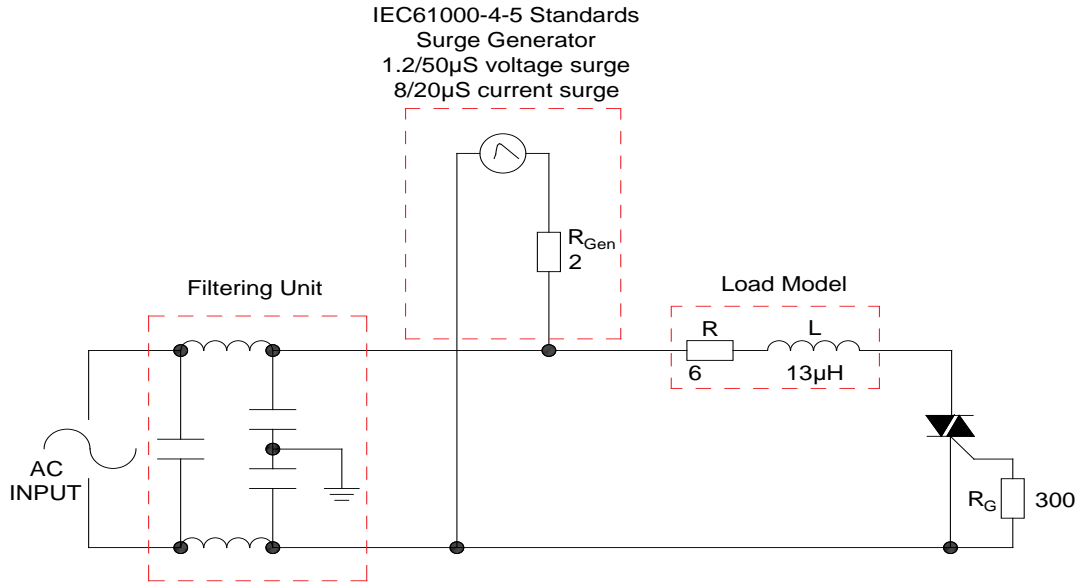 IEC61000-4-5 Standards
Surge Generator
1.2/50µS voltage surge
8/20µS current surge
R_Gen
2
Filtering Unit
Load Model
R
L
6
13µH
AC
INPUT
R_G
300